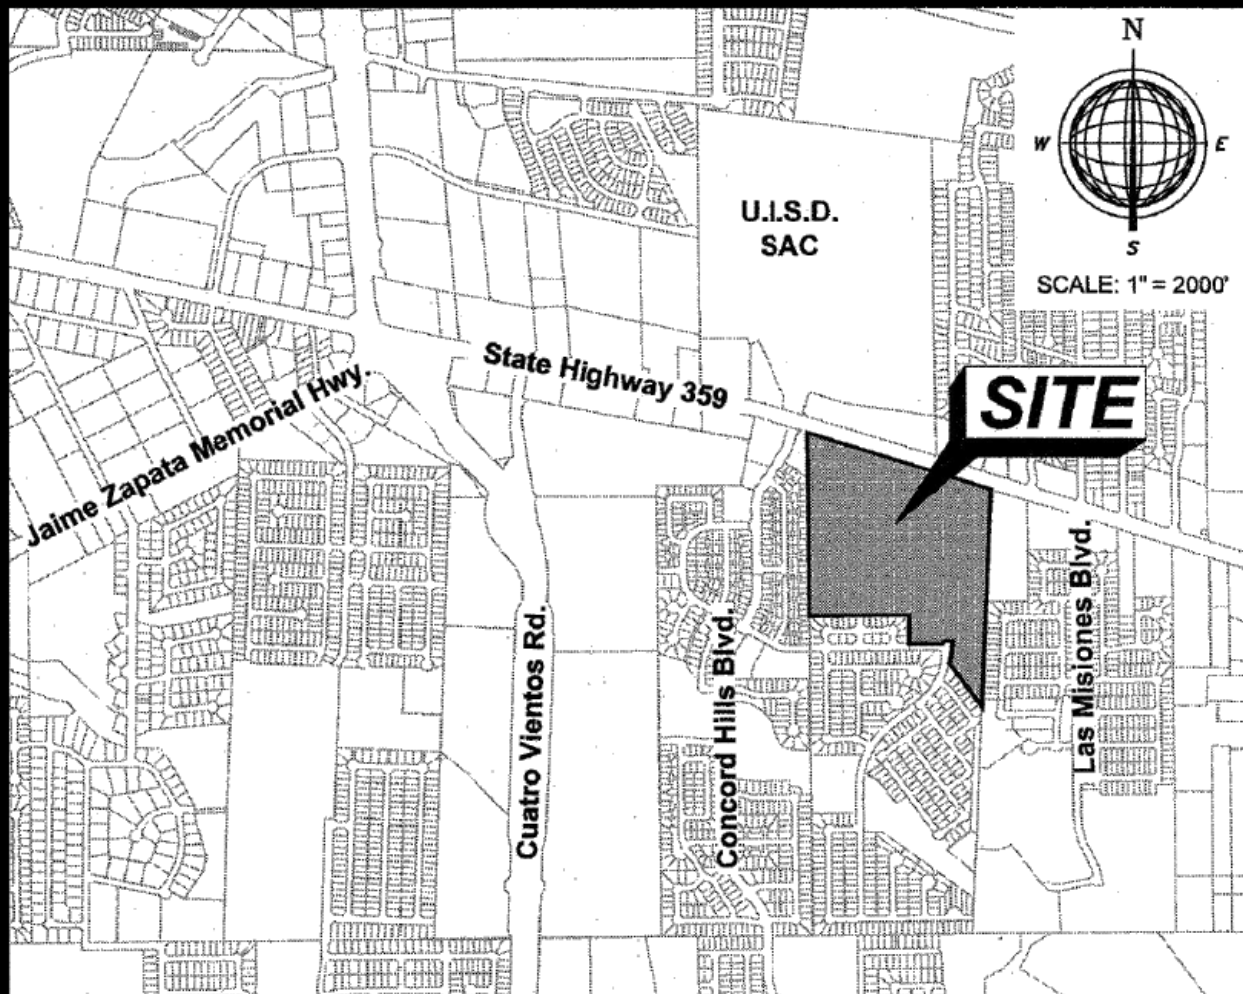 N
W
E
S
U.I.S.D.
SAC
SCALE: 1" = 2000'
State Highway 359
SITE
Jaime Zapata Memorial Hwy.
Cuatro Vientos Rd.
Concord Hills Blvd.
Las Misiones Blvd.